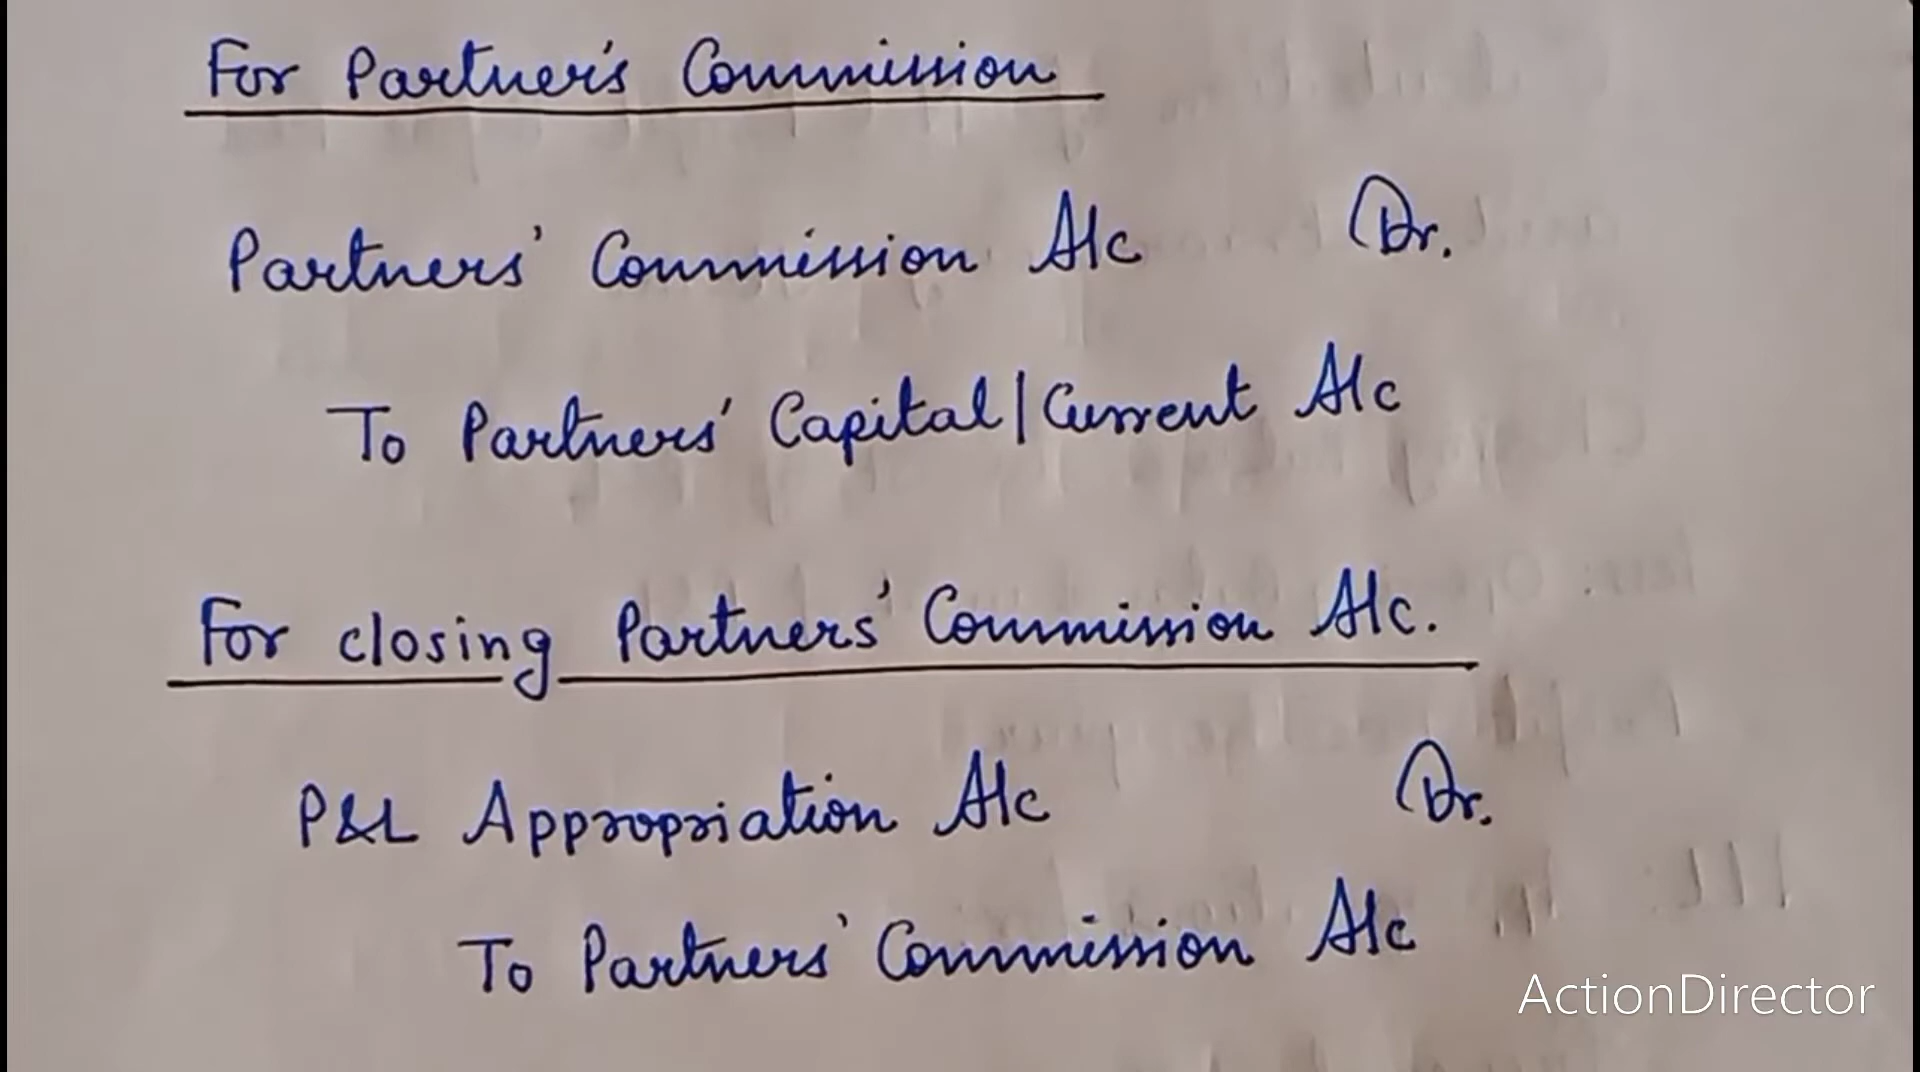 For Partner's Commission
Partners' Commission A/c Dr.
To Partners' Capital/Current A/c
For closing Partners' Commission A/c.
P&L Appropriation A/c Dr.
To Partners' Commission A/c
ActionDirector